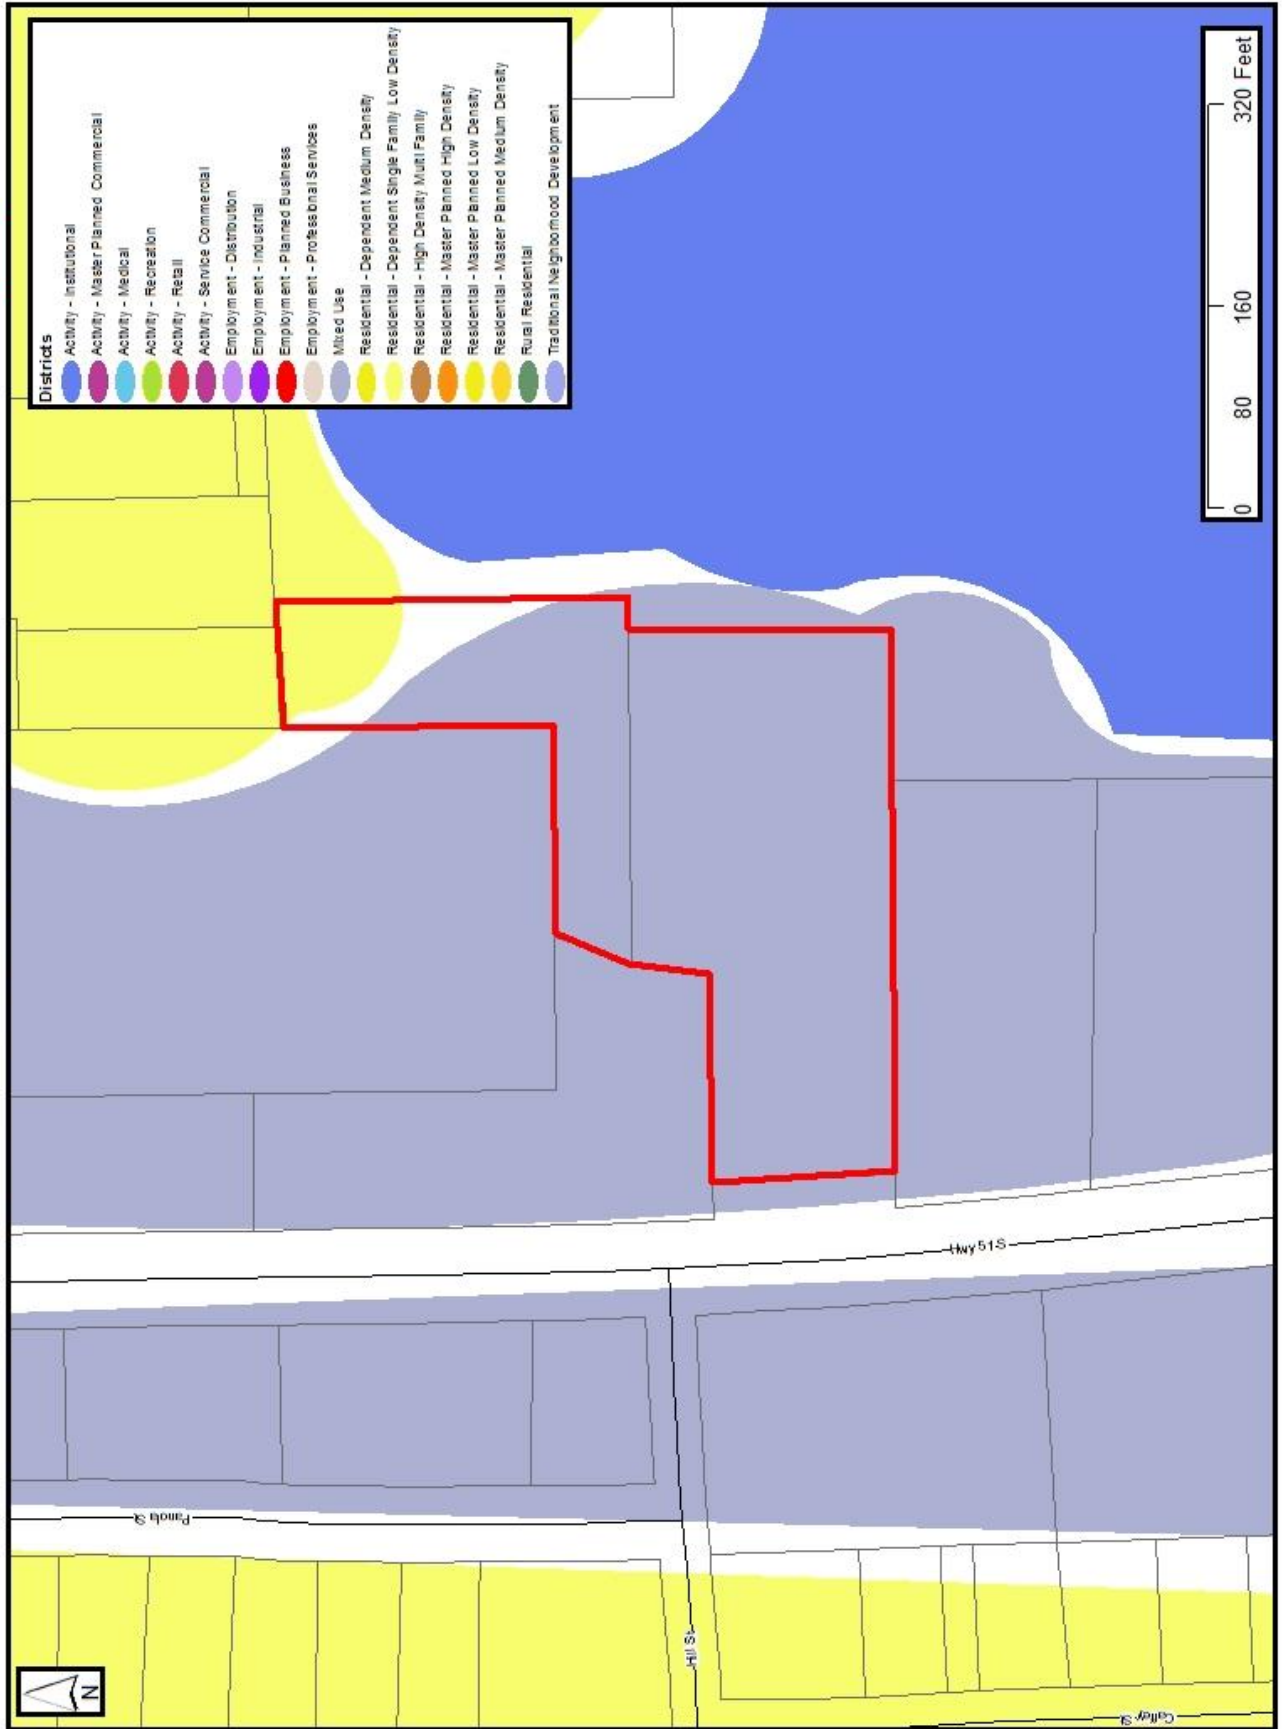 Districts
Activity - Institutional
Activity - Master Planned Commercial
Activity - Medical
Activity - Recreation
Activity - Retail
Activity - Service Commercial
Employment - Distribution
Employment - Industrial
Employment - Planned Business
Employment - Professional Services
Mixed Use
Residential - Dependent Medium Density
Residential - Dependent Single Family Low Density
Residential - High Density Multi Family
Residential - Master Planned High Density
Residential - Master Planned Low Density
Residential - Master Planned Medium Density
Rural Residential
Traditional Neighborhood Development
0 80 160 320 Feet
Hwy 51 S
Panola St
Hill St
Caffey St
N